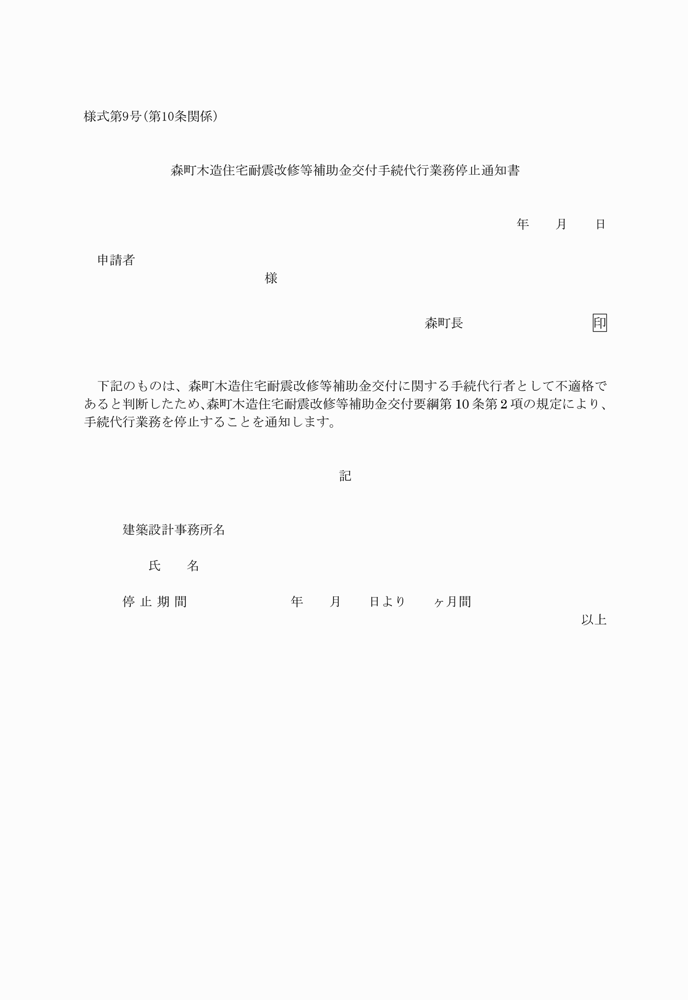 様式第9号（第10条関係）
森町木造住宅耐震改修等補助金交付手続代行業務停止通知書
年　　月　　日
申請者
様
森町長　　　　　　　　　　印
下記のものは、森町木造住宅耐震改修等補助金交付に関する手続代行者として不適格で
あると判断したため、森町木造住宅耐震改修等補助金交付要綱第 10 条第 2 項の規定により、
手続代行業務を停止することを通知します。
記
建築設計事務所名
氏　　名
停 止 期 間　　　　　　　　年　　月　　日より　　ヶ月間
以上